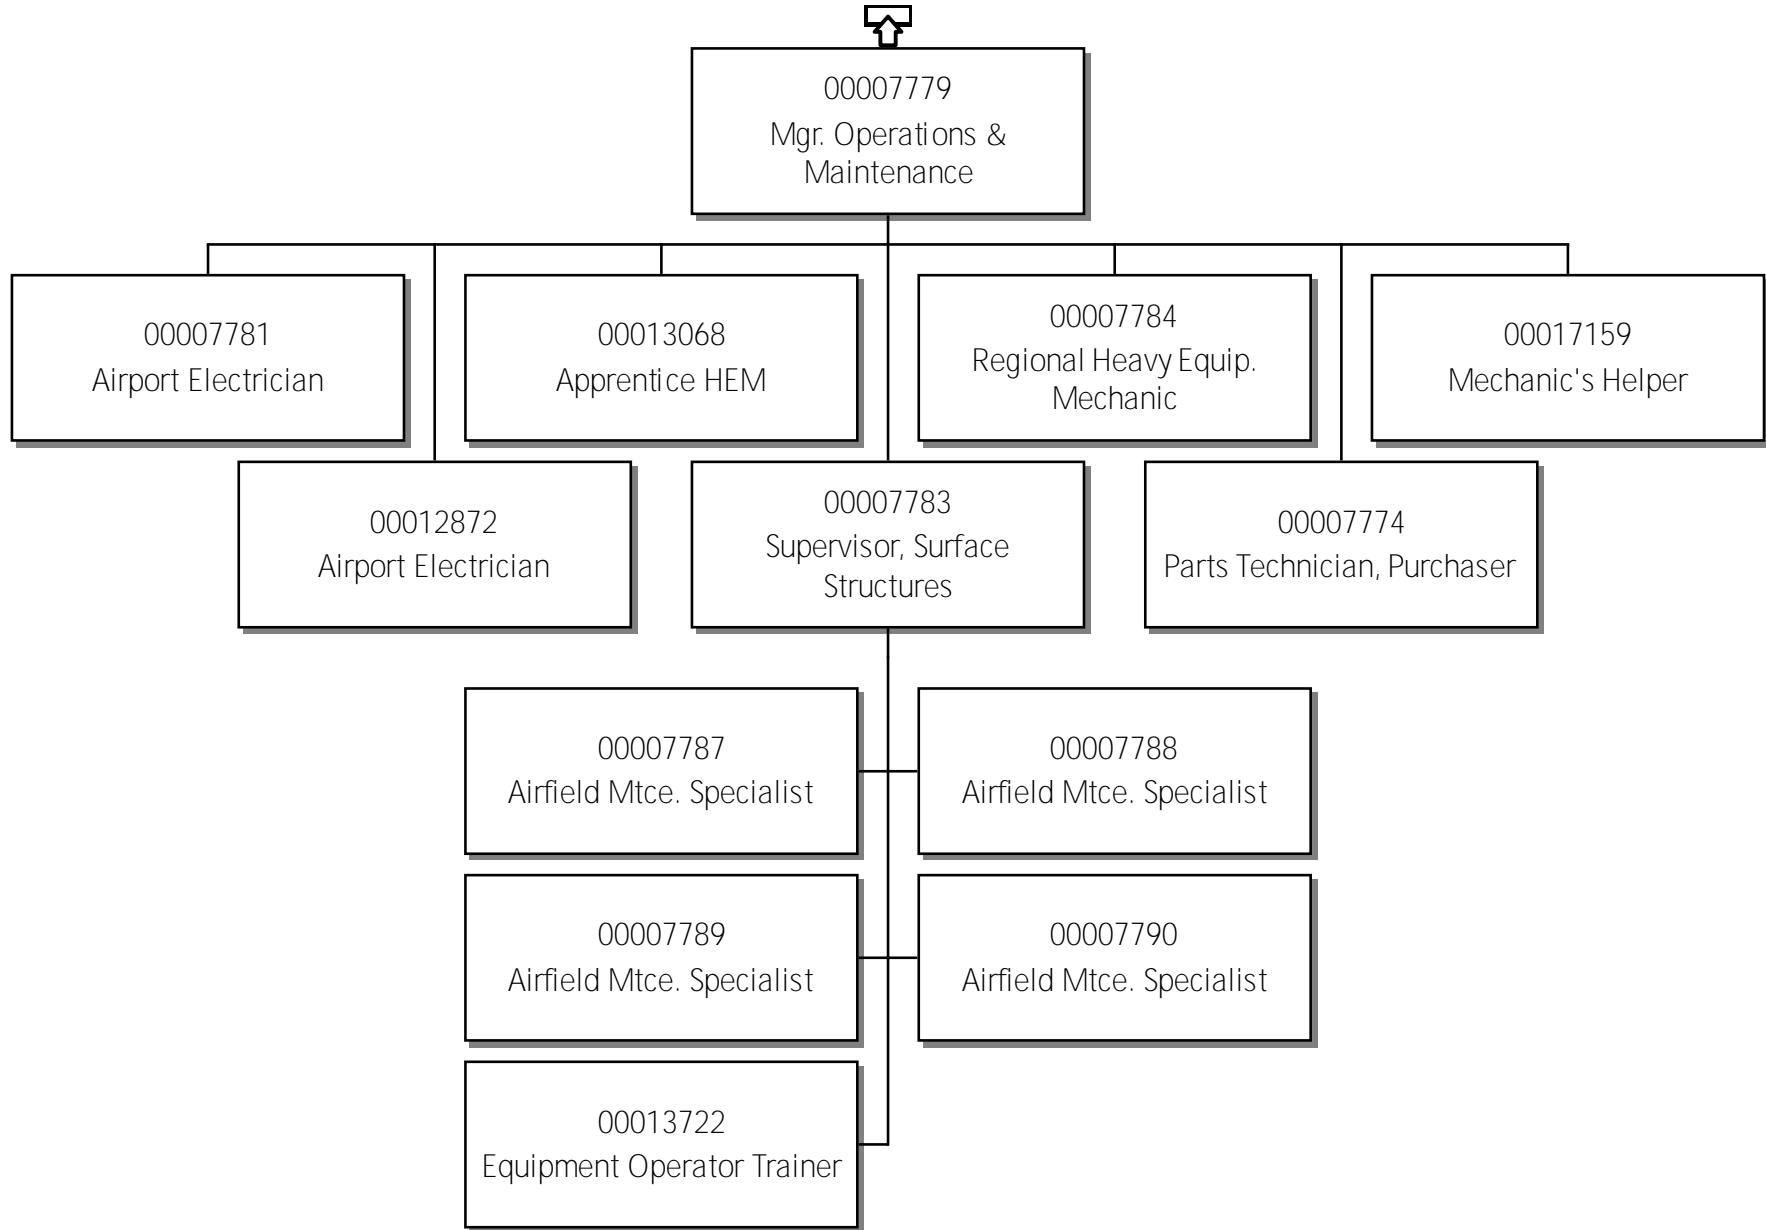 00007779
Mgr. Operations &
Maintenance
00007781
Airport Electrician
00013068
Apprentice HEM
00007784
Regional Heavy Equip.
Mechanic
00017159
Mechanic's Helper
00012872
Airport Electrician
00007783
Supervisor, Surface
Structures
00007774
Parts Technician, Purchaser
00007787
Airfield Mtce. Specialist
00007788
Airfield Mtce. Specialist
00007789
Airfield Mtce. Specialist
00007790
Airfield Mtce. Specialist
00013722
Equipment Operator Trainer